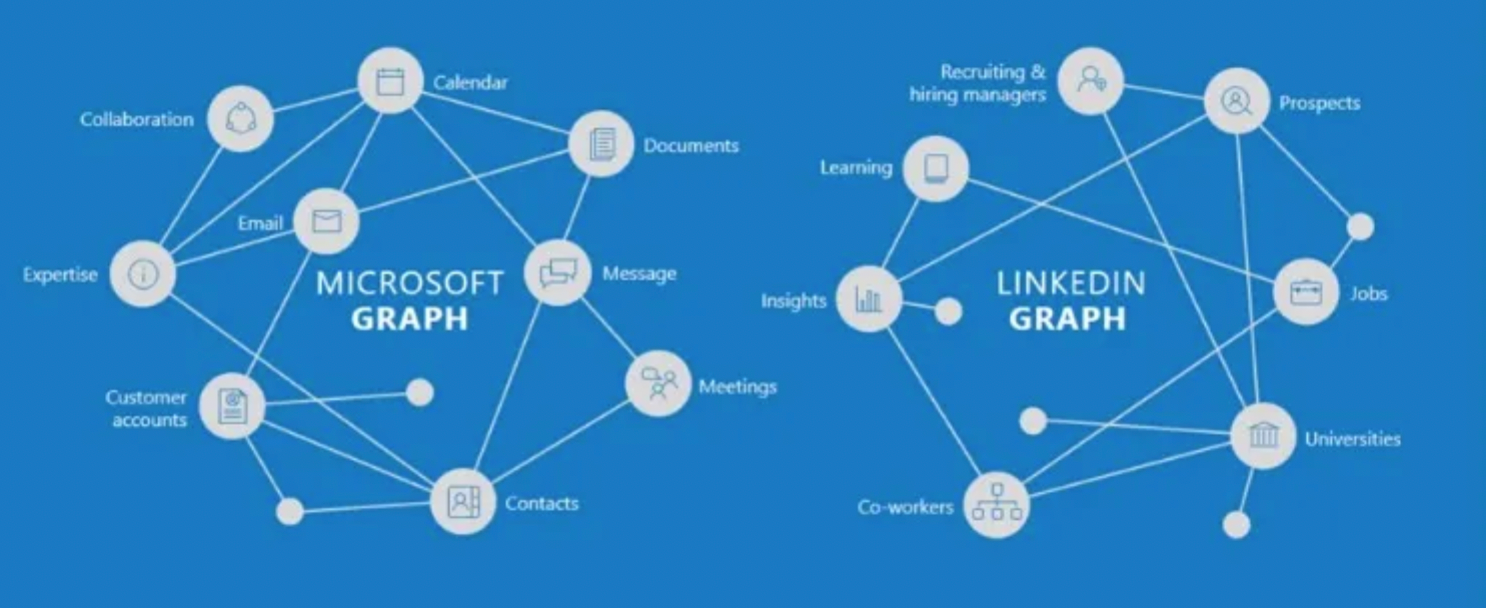 Calendar
Collaboration
Documents
Email
Expertise
MICROSOFT
GRAPH
Message
Customer
accounts
Meetings
Contacts
Recruiting &
hiring managers
Prospects
Learning
Insights
LINKEDIN
GRAPH
Jobs
Universities
Co-workers